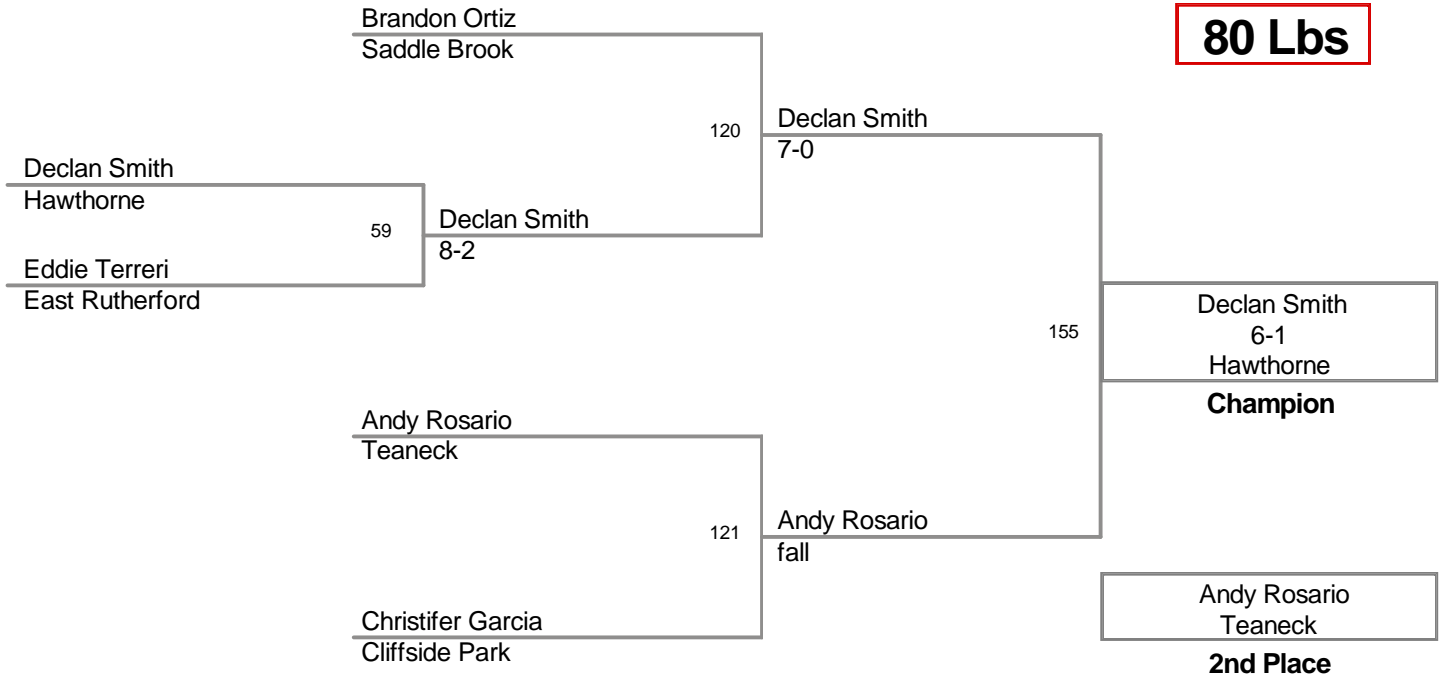 Brandon Ortiz
Saddle Brook
80 Lbs
120
Declan Smith
7-0
Declan Smith
Hawthorne
59
Declan Smith
8-2
Eddie Terreri
East Rutherford
155
Declan Smith
6-1
Hawthorne
Champion
Andy Rosario
Teaneck
121
Andy Rosario
fall
Christifer Garcia
Cliffside Park
Andy Rosario
Teaneck
2nd Place